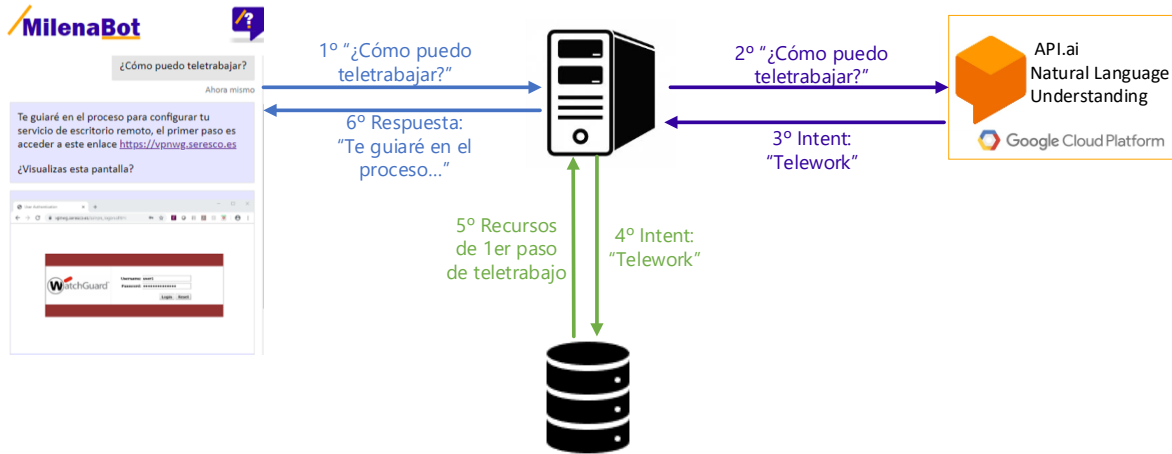 MilenaBot
/?
¿Cómo puedo teletrabajar?
Ahora mismo
Te guiaré en el proceso para configurar tu
servicio de escritorio remoto, el primer paso es
acceder a este enlace https://vpnwg.seresco.es
¿Visualizas esta pantalla?
User Authentication
WatchGuard
Username
Password
Login
Reset
1º “¿Cómo puedo
teletrabajar?”
6º Respuesta:
“Te guiaré en el
proceso...”
2º “¿Cómo puedo
teletrabajar?”
3º Intent:
“Telework”
API.ai
Natural Language
Understanding
Google Cloud Platform
5º Recursos
de 1er paso
de teletrabajo
4º Intent:
“Telework”